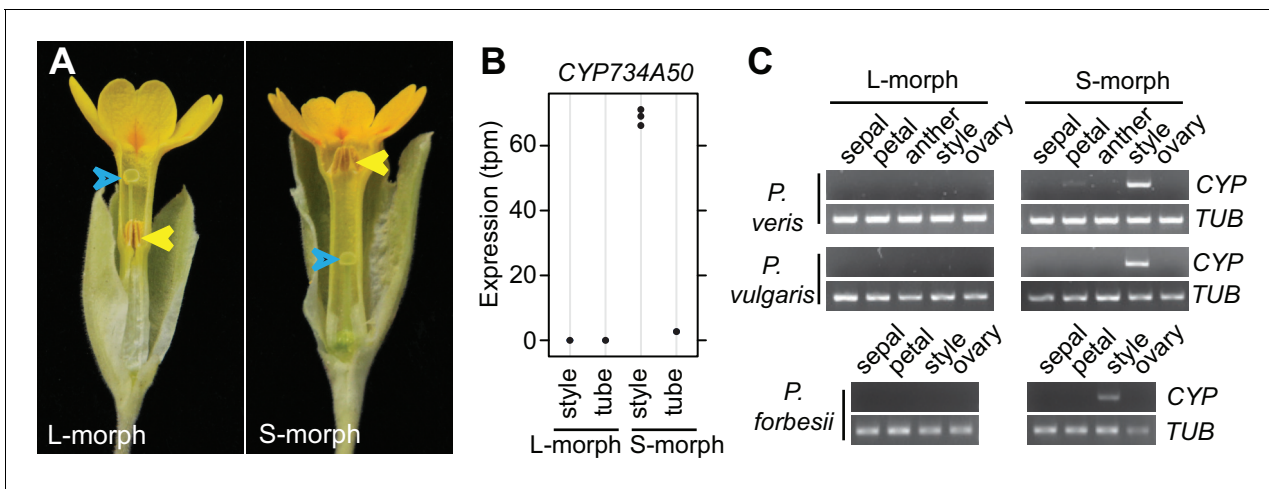 A
L-morph
S-morph
B
CYP734A50
Expression (tpm)
60
40
20
0
style
tube
style
tube
L-morph
S-morph
C
L-morph
S-morph
sepal
petal
anther
style
ovary
sepal
petal
anther
style
ovary
P.
veris
CYP
TUB
P.
vulgaris
CYP
TUB
sepal
petal
style
ovary
sepal
petal
style
ovary
P.
forbesii
CYP
TUB